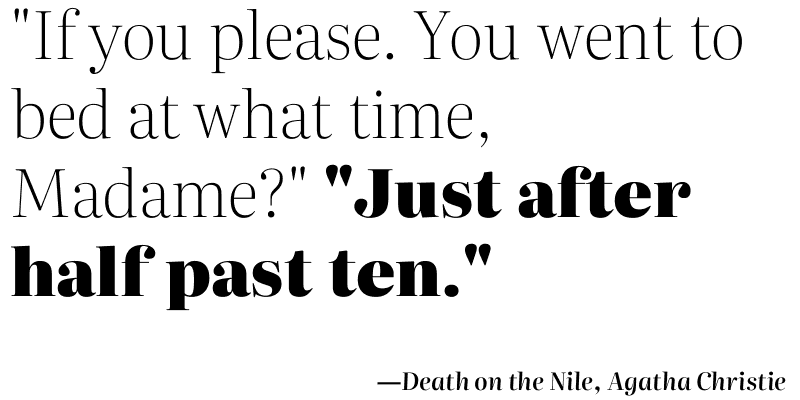 "If you please. You went to
bed at what time,
Madame?" "Just after
half past ten."
—Death on the Nile, Agatha Christie